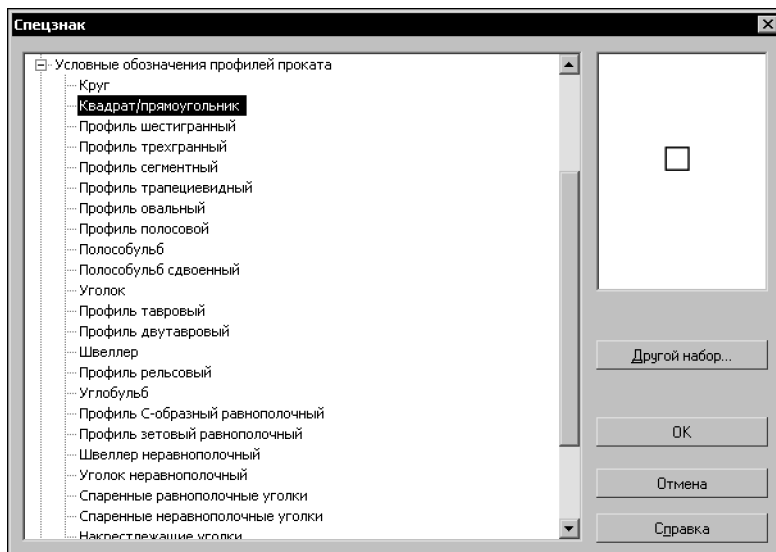 Спецзнак
Условные обозначения профилей проката
Круг
Квадрат/прямоугольник
Профиль шестигранный
Профиль трехгранный
Профиль сегментный
Профиль трапециевидный
Профиль овальный
Профиль полосовой
Полособульб
Полособульб сдвоенный
Уголок
Профиль тавровый
Профиль двутавровый
Швеллер
Профиль рельсовый
Углобульб
Профиль С-образный равнополочный
Профиль зетовый равнополочный
Швеллер неравнополочный
Уголок неравнополочный
Спаренные равнополочные уголки
Спаренные неравнополочные уголки
Накрестлежащие уголки
Другой набор...
OK
Отмена
Справка